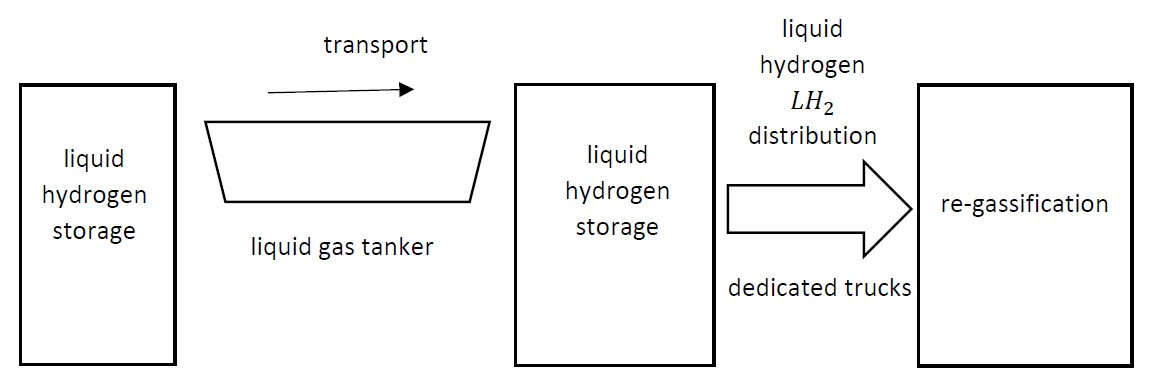 liquid
hydrogen
storage
transport
liquid gas tanker
liquid
hydrogen
storage
liquid
hydrogen
LH₂
distribution
dedicated trucks
re-gassification